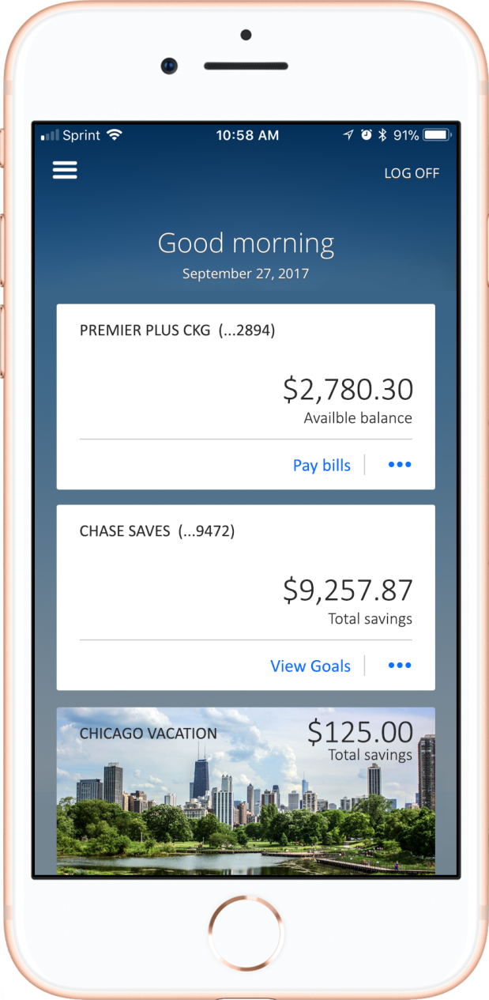 Sprint 10:58 AM 91%
LOG OFF
Good morning
September 27, 2017
PREMIER PLUS CKG (...2894)
$2,780.30
Availble balance
Pay bills
CHASE SAVES (...9472)
$9,257.87
Total savings
View Goals
CHICAGO VACATION $125.00
Total savings